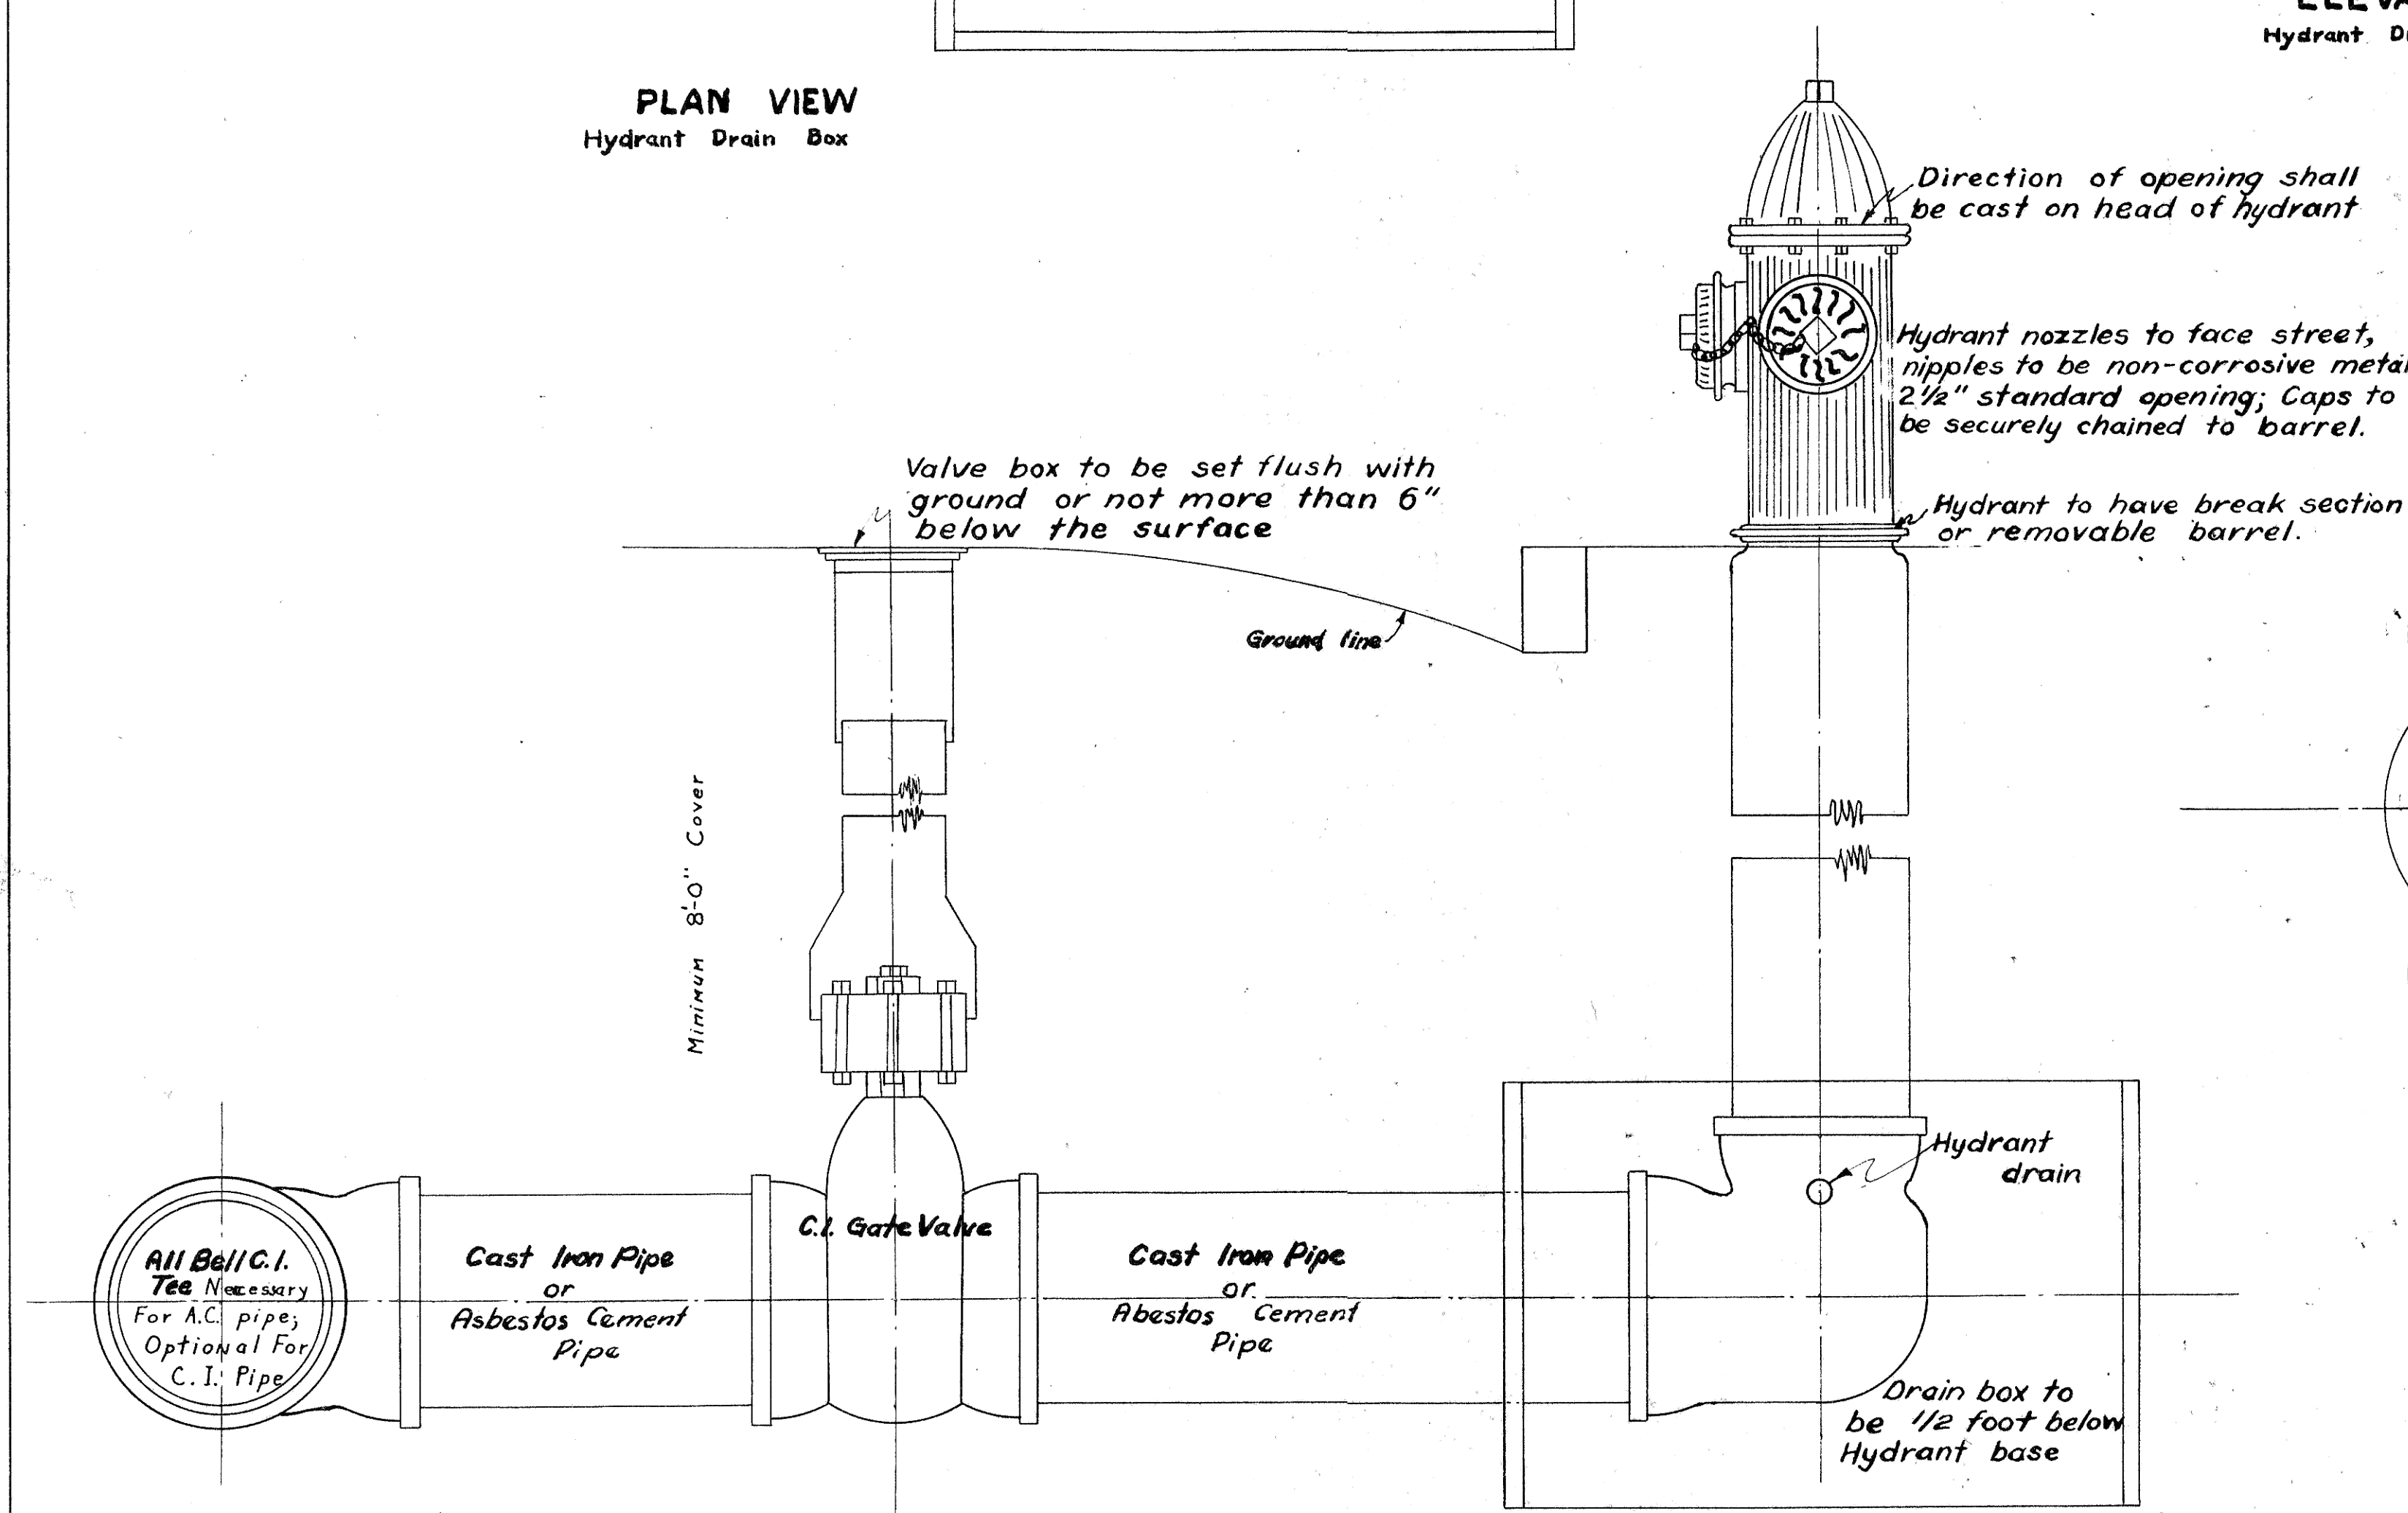 ELEVA
Hydrant Dr
PLAN VIEW
Hydrant Drain Box
Direction of opening shall
be cast on head of hydrant
Hydrant nozzles to face street,
nipples to be non-corrosive metal
2 1/2" standard opening; Caps to
be securely chained to barrel.
Valve box to be set flush with
ground or not more than 6"
below the surface
Hydrant to have break section
or removable barrel.
Ground line
Minimum 8'-0" Cover
Hydrant
drain
C.I. Gate Valve
All Bell C.I.
Tee Necessary
For A.C. pipe;
Optional For
C. I. Pipe
Cast Iron Pipe
or
Asbestos Cement
Pipe
Cast Iron Pipe
or
Abestos Cement
Pipe
Drain box to
be 1/2 foot below
Hydrant base